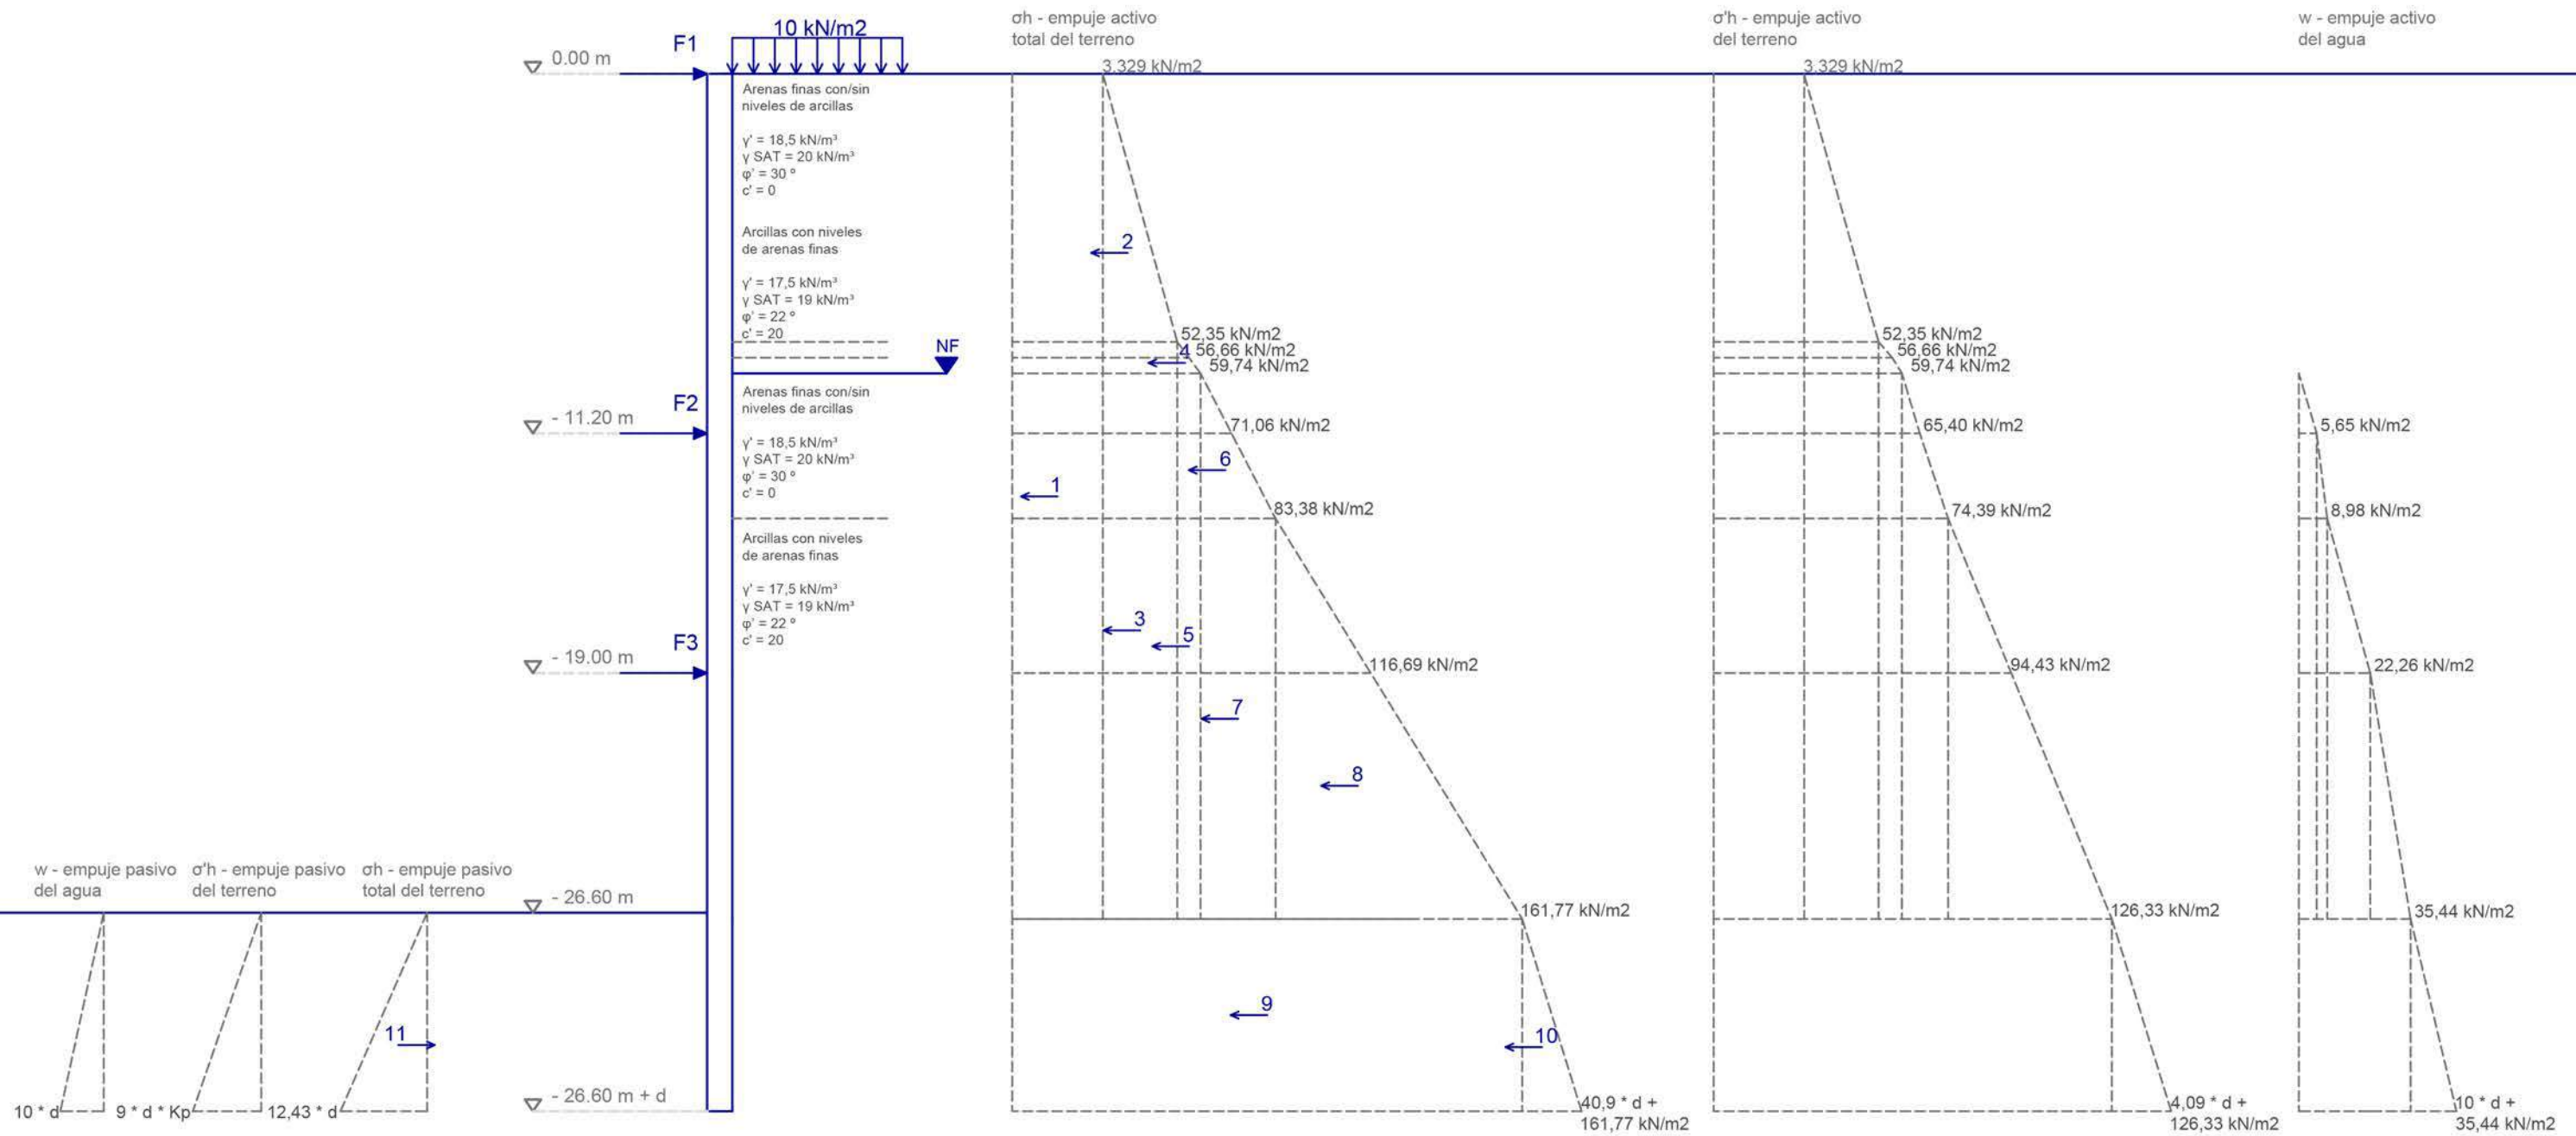 w - empuje pasivo
del agua
10 * d
σ'h - empuje pasivo
del terreno
9 * d * Kp
σh - empuje pasivo
total del terreno
11
12,43 * d
0.00 m
- 11.20 m
- 19.00 m
- 26.60 m
- 26.60 m + d
F1
F2
F3
10 kN/m2
Arenas finas con/sin
niveles de arcillas
γ' = 18,5 kN/m³
γ SAT = 20 kN/m³
φ' = 30 º
c' = 0
Arcillas con niveles
de arenas finas
γ' = 17,5 kN/m³
γ SAT = 19 kN/m³
φ' = 22 º
c' = 20
NF
Arenas finas con/sin
niveles de arcillas
γ' = 18,5 kN/m³
γ SAT = 20 kN/m³
φ' = 30 º
c' = 0
Arcillas con niveles
de arenas finas
γ' = 17,5 kN/m³
γ SAT = 19 kN/m³
φ' = 22 º
c' = 20
σh - empuje activo
total del terreno
3.329 kN/m2
2
52,35 kN/m2
4
56,66 kN/m2
59,74 kN/m2
71,06 kN/m2
6
1
83,38 kN/m2
3
5
116,69 kN/m2
7
8
161,77 kN/m2
9
10
40,9 * d +
161,77 kN/m2
σ'h - empuje activo
del terreno
3.329 kN/m2
52,35 kN/m2
56,66 kN/m2
59,74 kN/m2
65,40 kN/m2
74,39 kN/m2
94,43 kN/m2
126,33 kN/m2
4,09 * d +
126,33 kN/m2
w - empuje activo
del agua
5,65 kN/m2
8,98 kN/m2
22,26 kN/m2
35,44 kN/m2
10 * d +
35,44 kN/m2